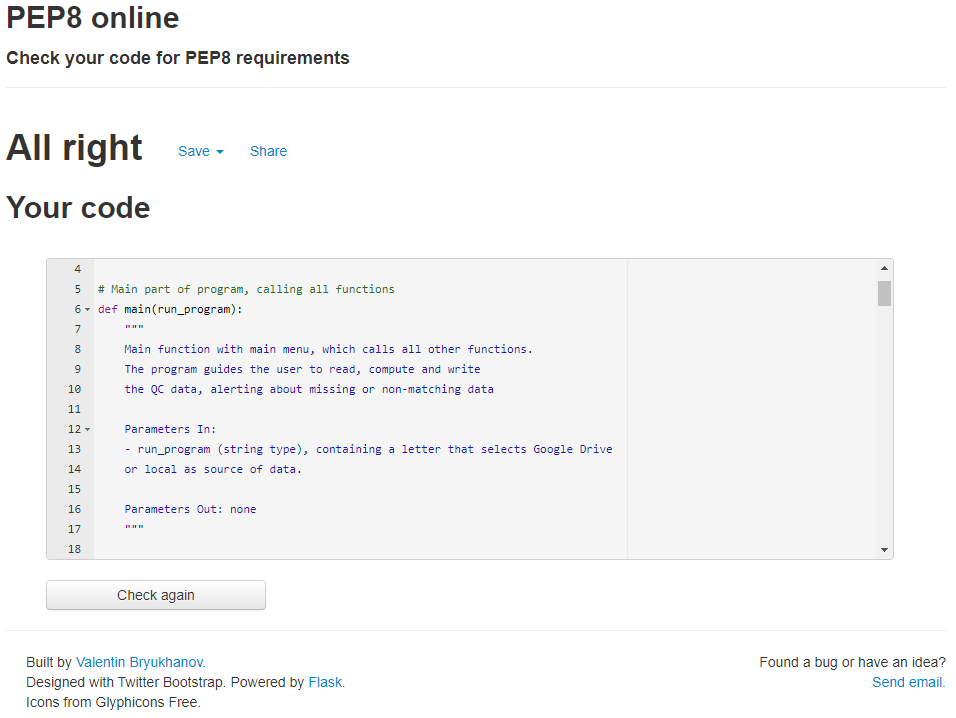 PEP8 online
Check your code for PEP8 requirements
All right Save Share
Your code
4
5 # Main part of program, calling all functions
6 def main(run_program):
7 """
8 Main function with main menu, which calls all other functions.
9 The program guides the user to read, compute and write
10 the QC data, alerting about missing or non-matching data
11
12 Parameters In:
13 - run_program (string type), containing a letter that selects Google Drive
14 or local as source of data.
15
16 Parameters Out: none
17 """
18
Check again
Built by Valentin Bryukhanov. Found a bug or have an idea?
Designed with Twitter Bootstrap. Powered by Flask. Send email.
Icons from Glyphicons Free.